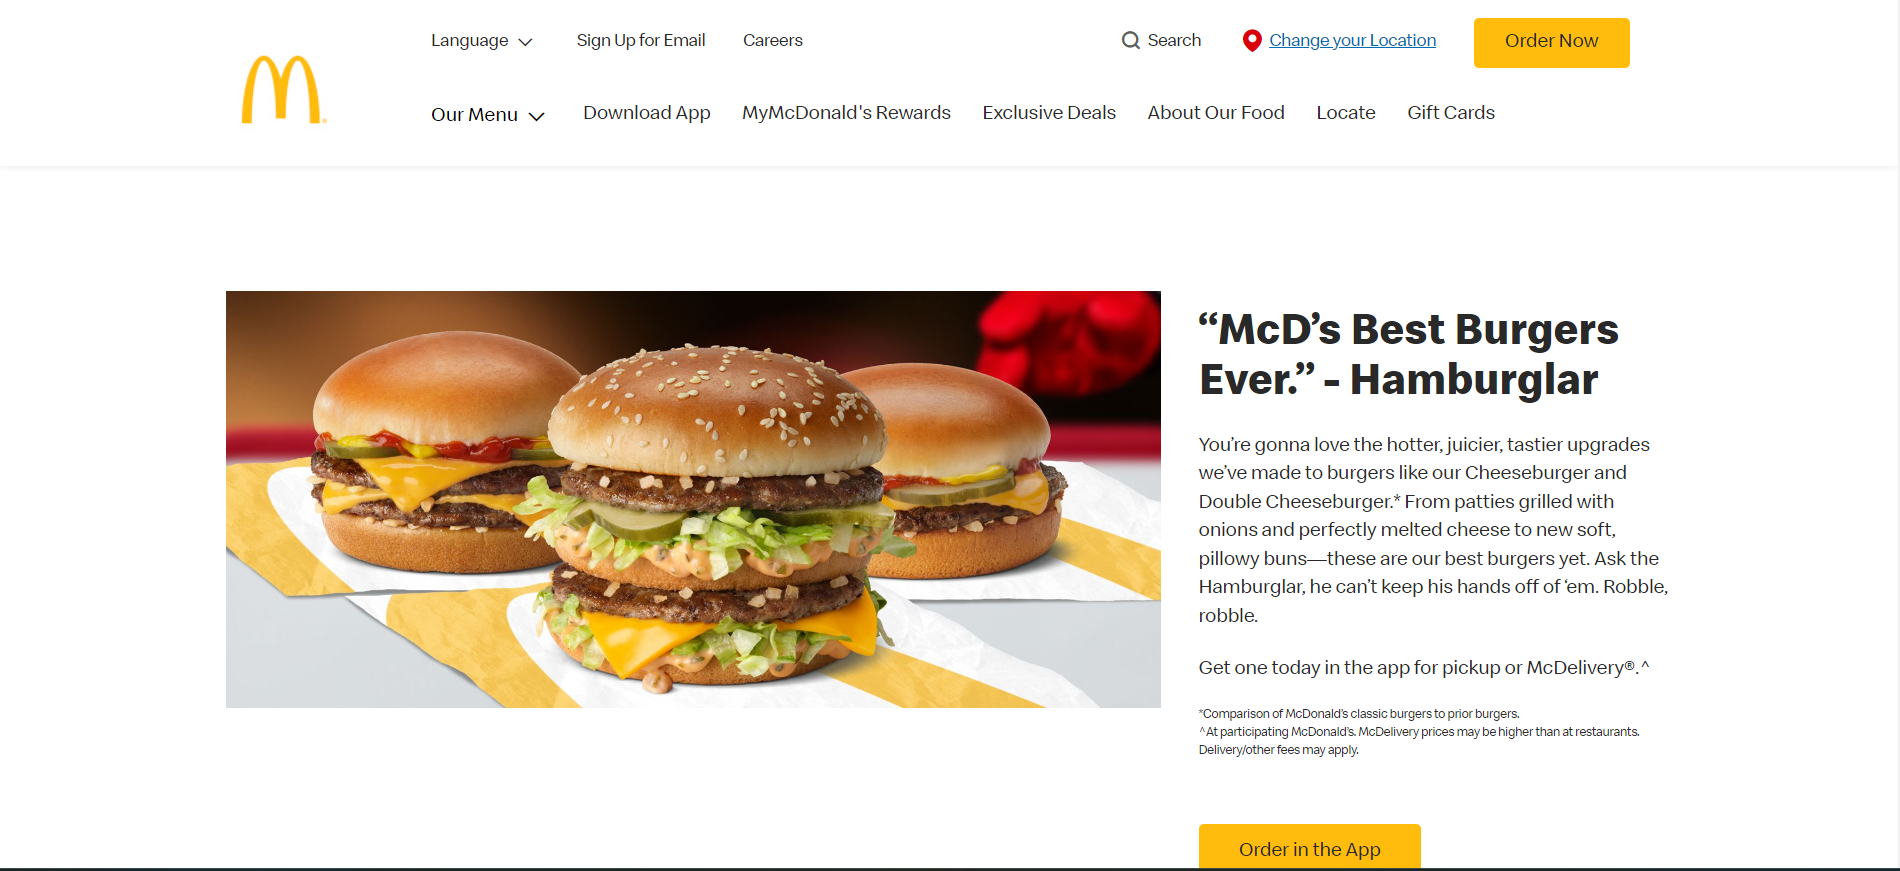 Language
Sign Up for Email
Careers
Search
Change your Location
Order Now
Our Menu
Download App
MyMcDonald's Rewards
Exclusive Deals
About Our Food
Locate
Gift Cards
“McD’s Best Burgers
Ever.” - Hamburglar
You’re gonna love the hotter, juicier, tastier upgrades
we’ve made to burgers like our Cheeseburger and
Double Cheeseburger.* From patties grilled with
onions and perfectly melted cheese to new soft,
pillowy buns—these are our best burgers yet. Ask the
Hamburglar, he can’t keep his hands off of ‘em. Robble,
robble.
Get one today in the app for pickup or McDelivery®.^
*Comparison of McDonald’s classic burgers to prior burgers.
^At participating McDonald’s. McDelivery prices may be higher than at restaurants.
Delivery/other fees may apply.
Order in the App